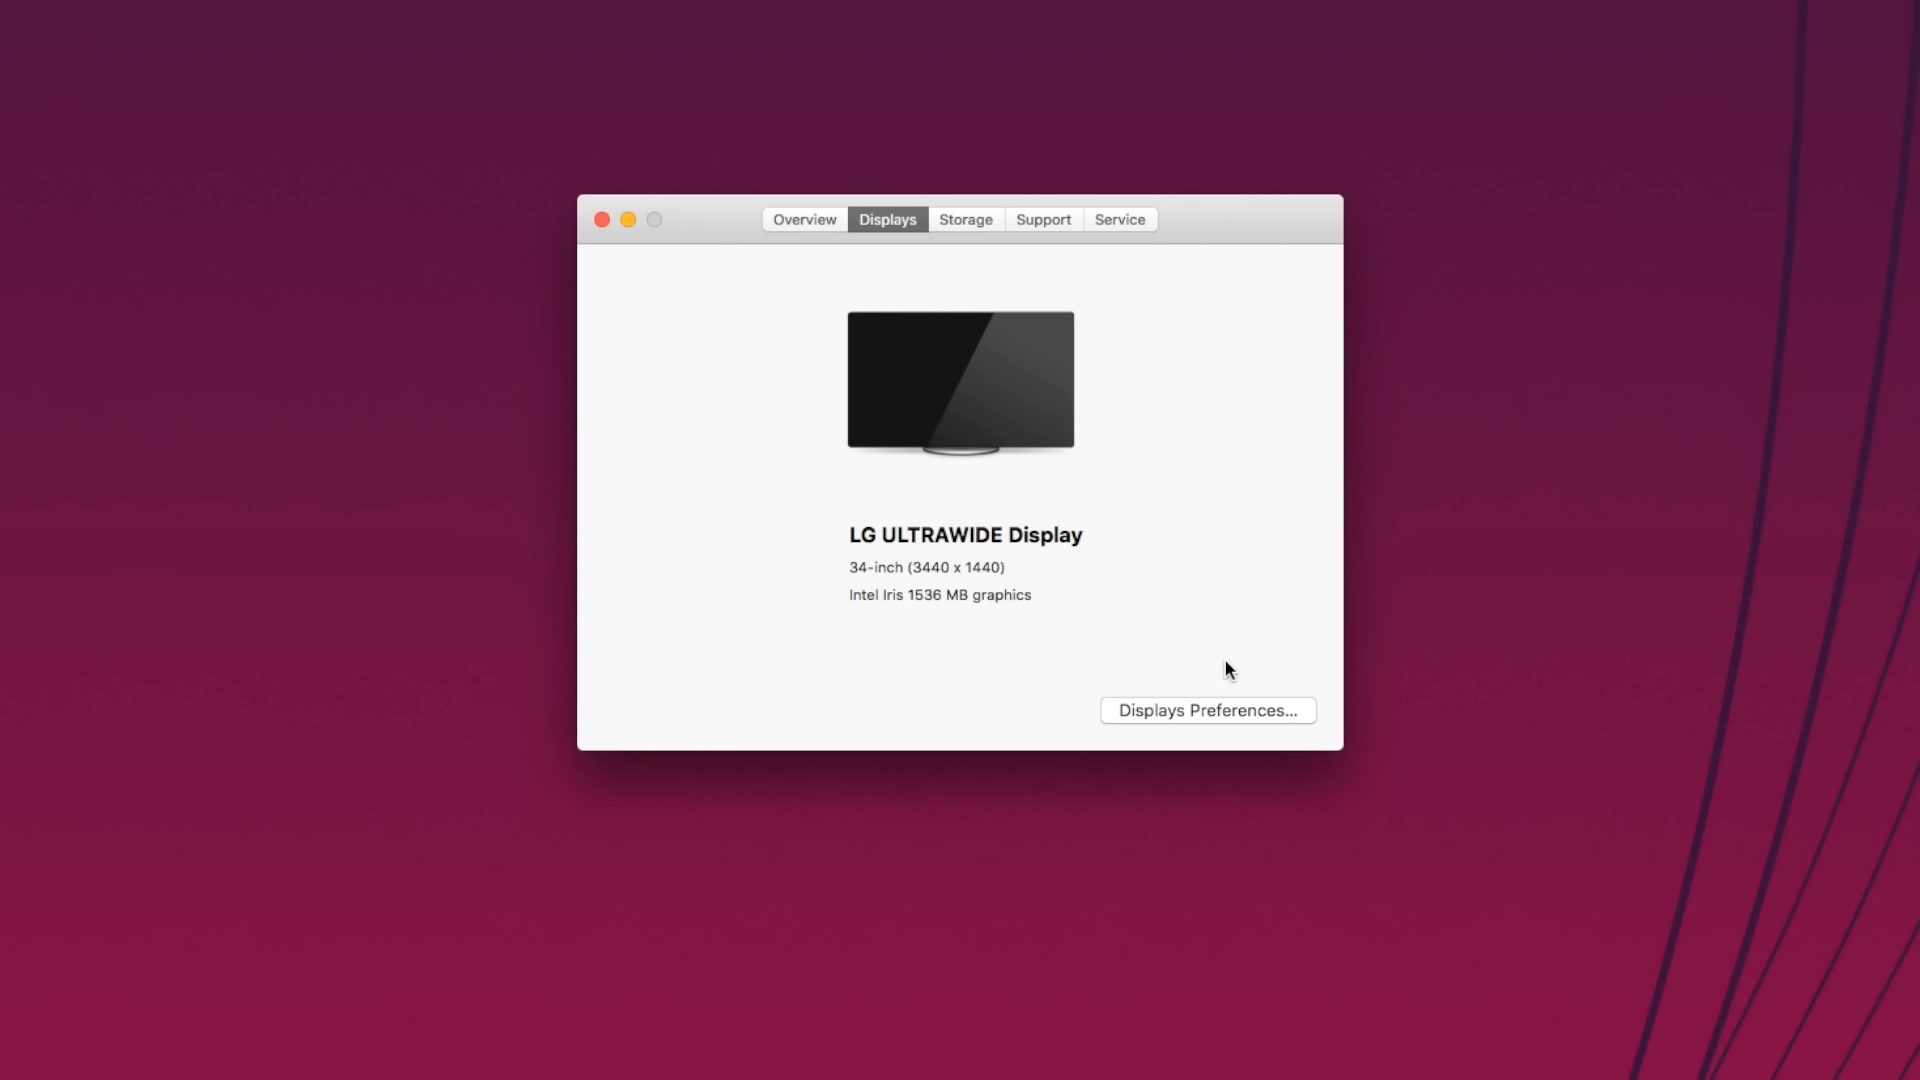 Overview Displays Storage Support Service
LG ULTRAWIDE Display
34-inch (3440 x 1440)
Intel Iris 1536 MB graphics
Displays Preferences...